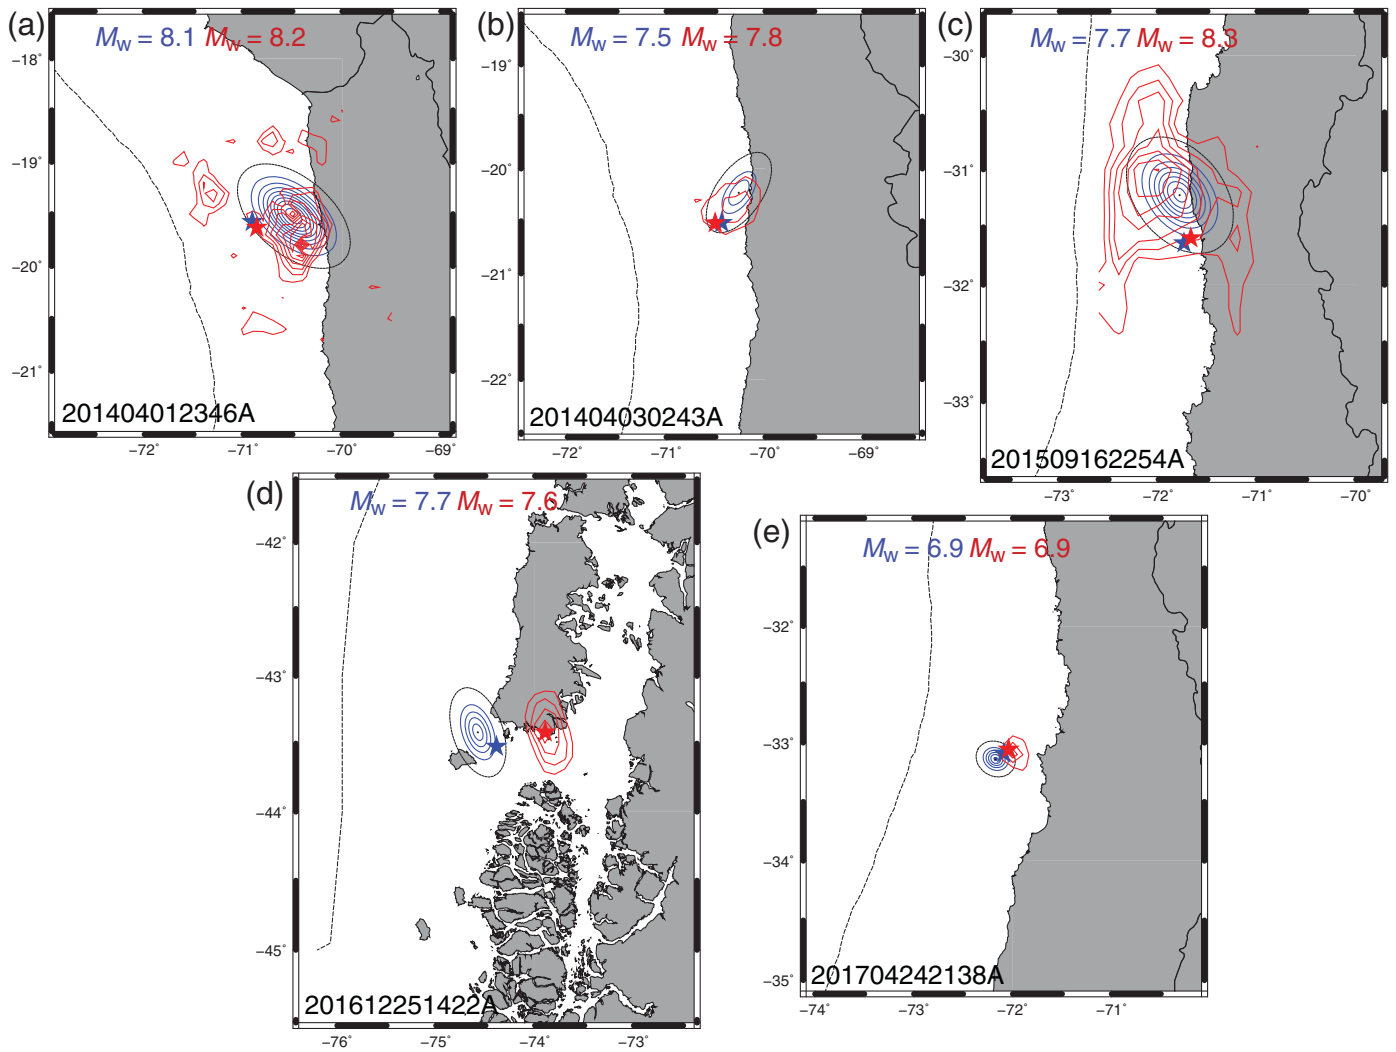 (a)
Mw = 8.1 Mw = 8.2
−18°
−19°
−20°
−21°
201404012346A
−72° −71° −70° −69°
(b)
Mw = 7.5 Mw = 7.8
−19°
−20°
−21°
−22°
201404030243A
−72° −71° −70° −69°
(c)
Mw = 7.7 Mw = 8.3
−30°
−31°
−32°
−33°
201509162254A
−73° −72° −71° −70°
(d)
Mw = 7.7 Mw = 7.6
−42°
−43°
−44°
−45°
201612251422A
−76° −75° −74° −73°
(e)
Mw = 6.9 Mw = 6.9
−32°
−33°
−34°
−35°
201704242138A
−74° −73° −72° −71°